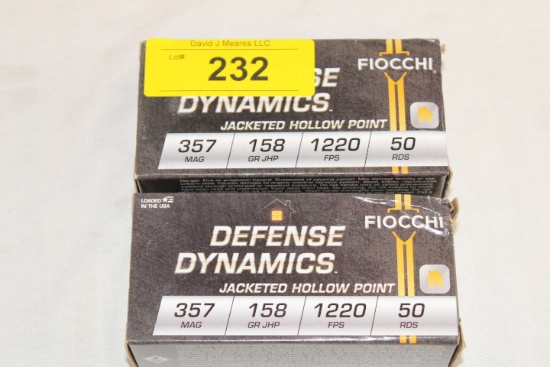 David J Meares LLC
Lot#:
232
SE
FIOCCHI
DYNAMICS
JACKETED HOLLOW POINT
357
MAG
158
GR JHP
1220
FPS
50
RDS
LOADED
IN THE USA
DEFENSE
FIOCCHI
DYNAMICS
JACKETED HOLLOW POINT
357
MAG
158
GR JHP
1220
FPS
50
RDS